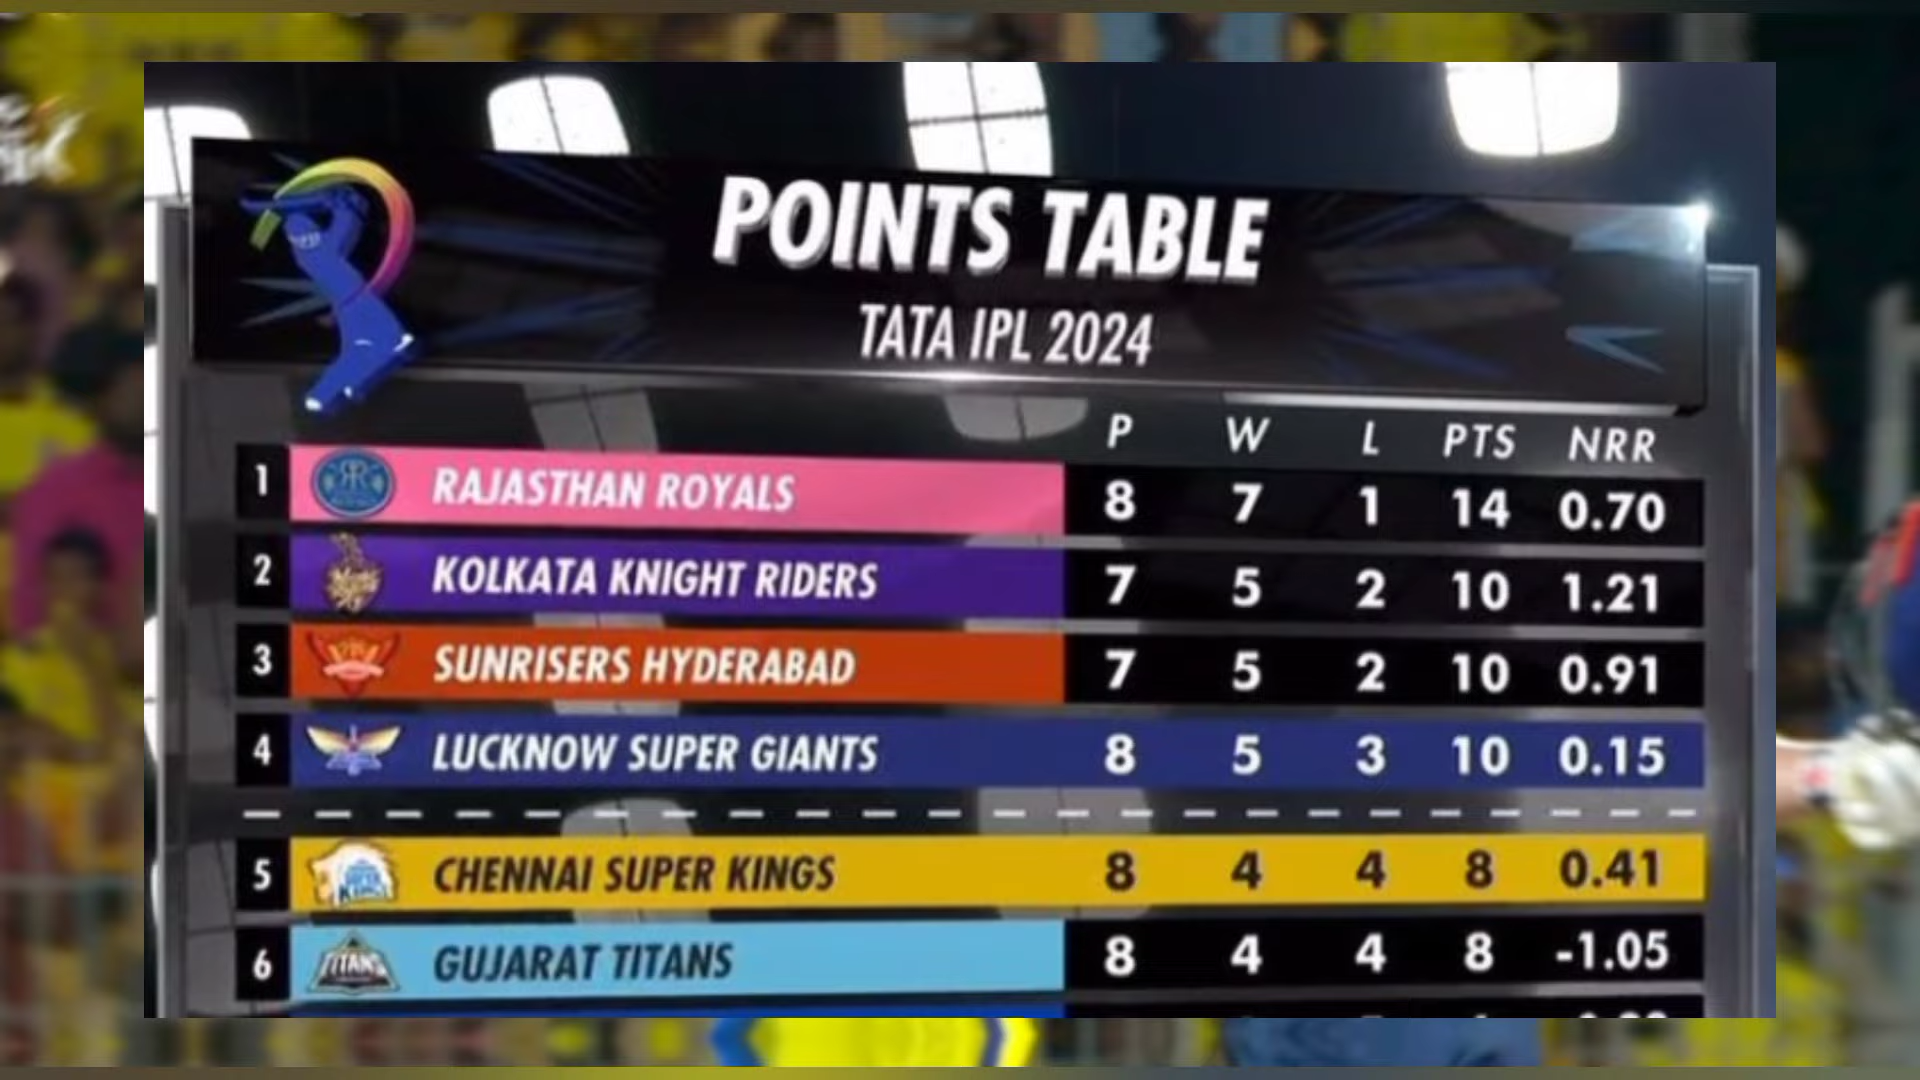 POINTS TABLE
TATA IPL 2024
P W L PTS NRR
1 RAJASTHAN ROYALS 8 7 1 14 0.70
2 KOLKATA KNIGHT RIDERS 7 5 2 10 1.21
3 SUNRISERS HYDERABAD 7 5 2 10 0.91
4 LUCKNOW SUPER GIANTS 8 5 3 10 0.15
5 CHENNAI SUPER KINGS 8 4 4 8 0.41
6 TITANS GUJARAT TITANS 8 4 4 8 -1.05